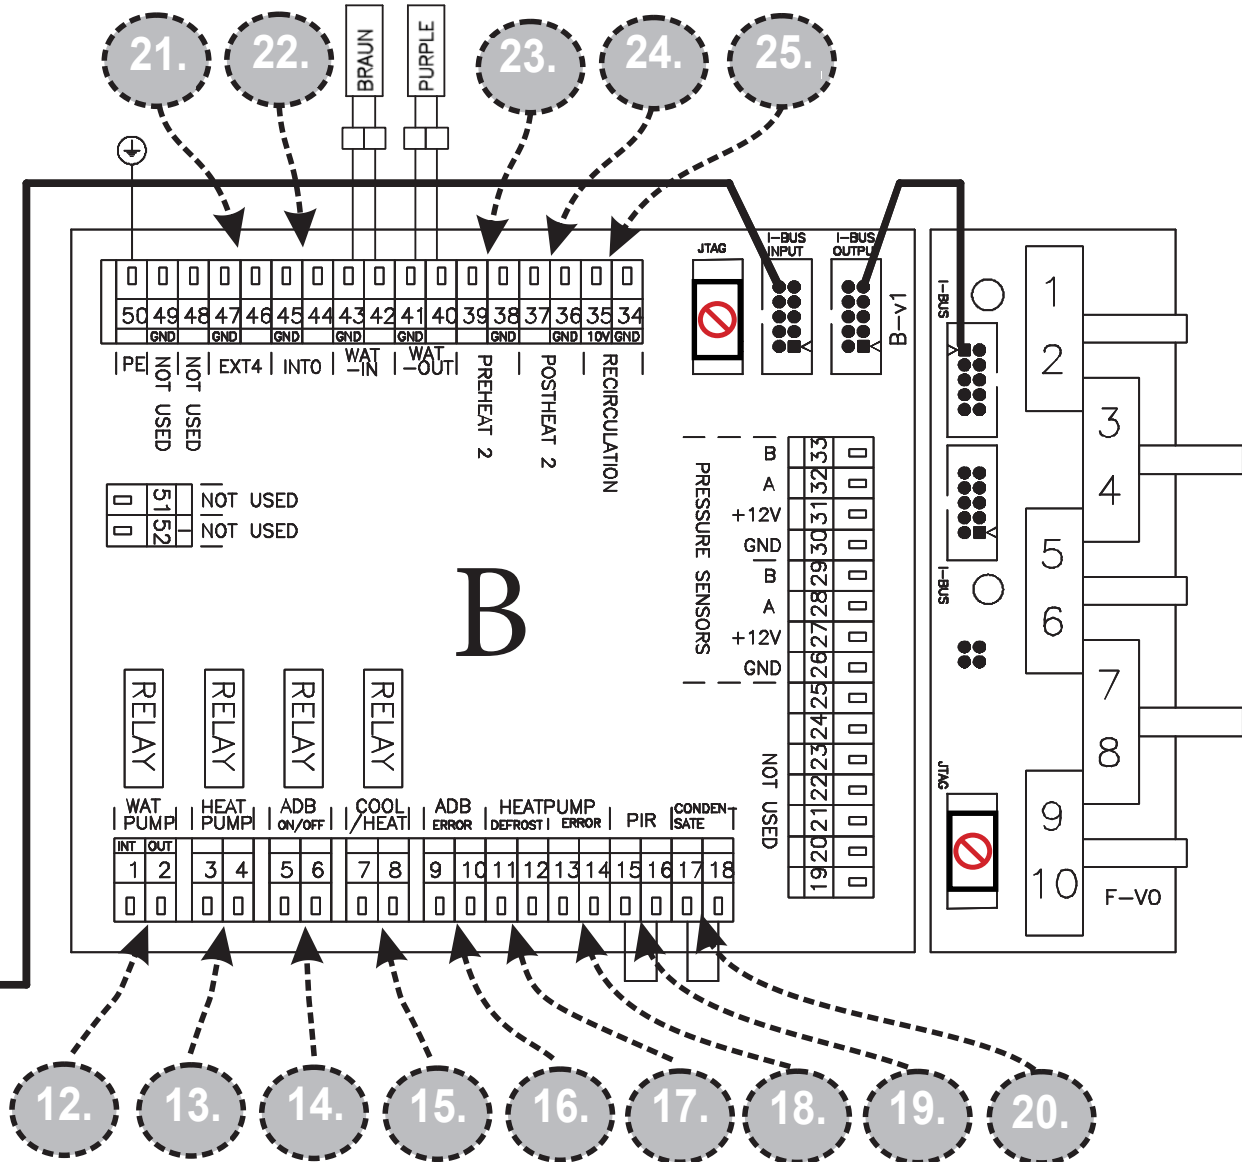 21.
22.
BRAUN
PURPLE
23.
24.
25.
JTAG
I-BUS
INPUT
I-BUS
OUTPUT
B-v1
50 49 48 47 46 45 44 43 42 41 40 39 38 37 36 35 34
GND GND GND GND GND GND GND 10V GND
PE
NOT USED
NOT USED
EXT4
INTO
WAT
-IN
WAT
-OUT
PREHEAT 2
POSTHEAT 2
RECIRCULATION
51 NOT USED
52 NOT USED
B
PRESSURE SENSORS
B 33
A 32
+12V 31
GND 30
B 29
A 28
+12V 27
GND 26
25
24
23
22
21
20
19
NOT USED
RELAY
RELAY
RELAY
RELAY
WAT
PUMP
HEAT
PUMP
ADB
ON/OFF
COOL
/HEAT
ADB
ERROR
HEATPUMP
DEFROST ERROR
PIR
CONDEN-
SATE
INT OUT
1 2 3 4 5 6 7 8 9 10 11 12 13 14 15 16 17 18
I-BUS
I-BUS
JTAG
1
2
3
4
5
6
7
8
9
10
F-V0
12.
13.
14.
15.
16.
17.
18.
19.
20.